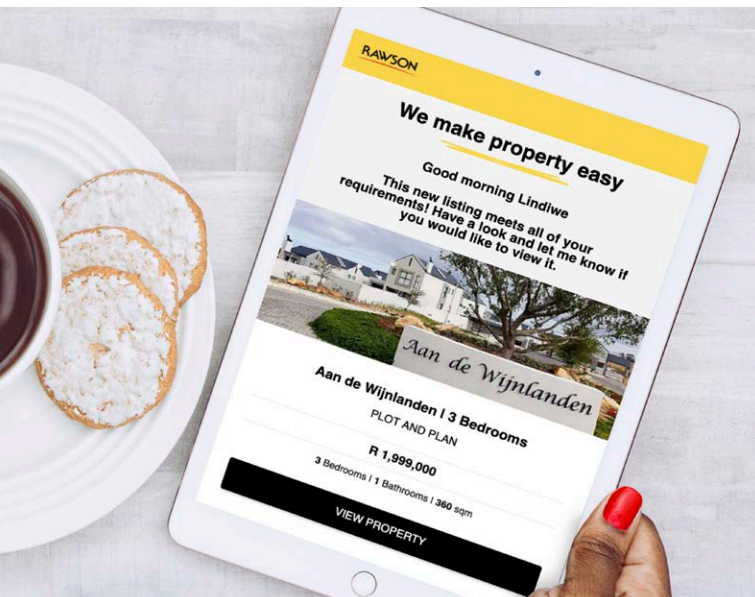 RAWSON
We make property easy
Good morning Lindiwe
This new listing meets all of your
requirements! Have a look and let me know if
you would like to view it.
Aan de Wijnlanden
Aan de Wijnlanden I 3 Bedrooms
PLOT AND PLAN
R 1,999,000
3 Bedrooms I 1 Bathrooms I 360 sqm
VIEW PROPERTY